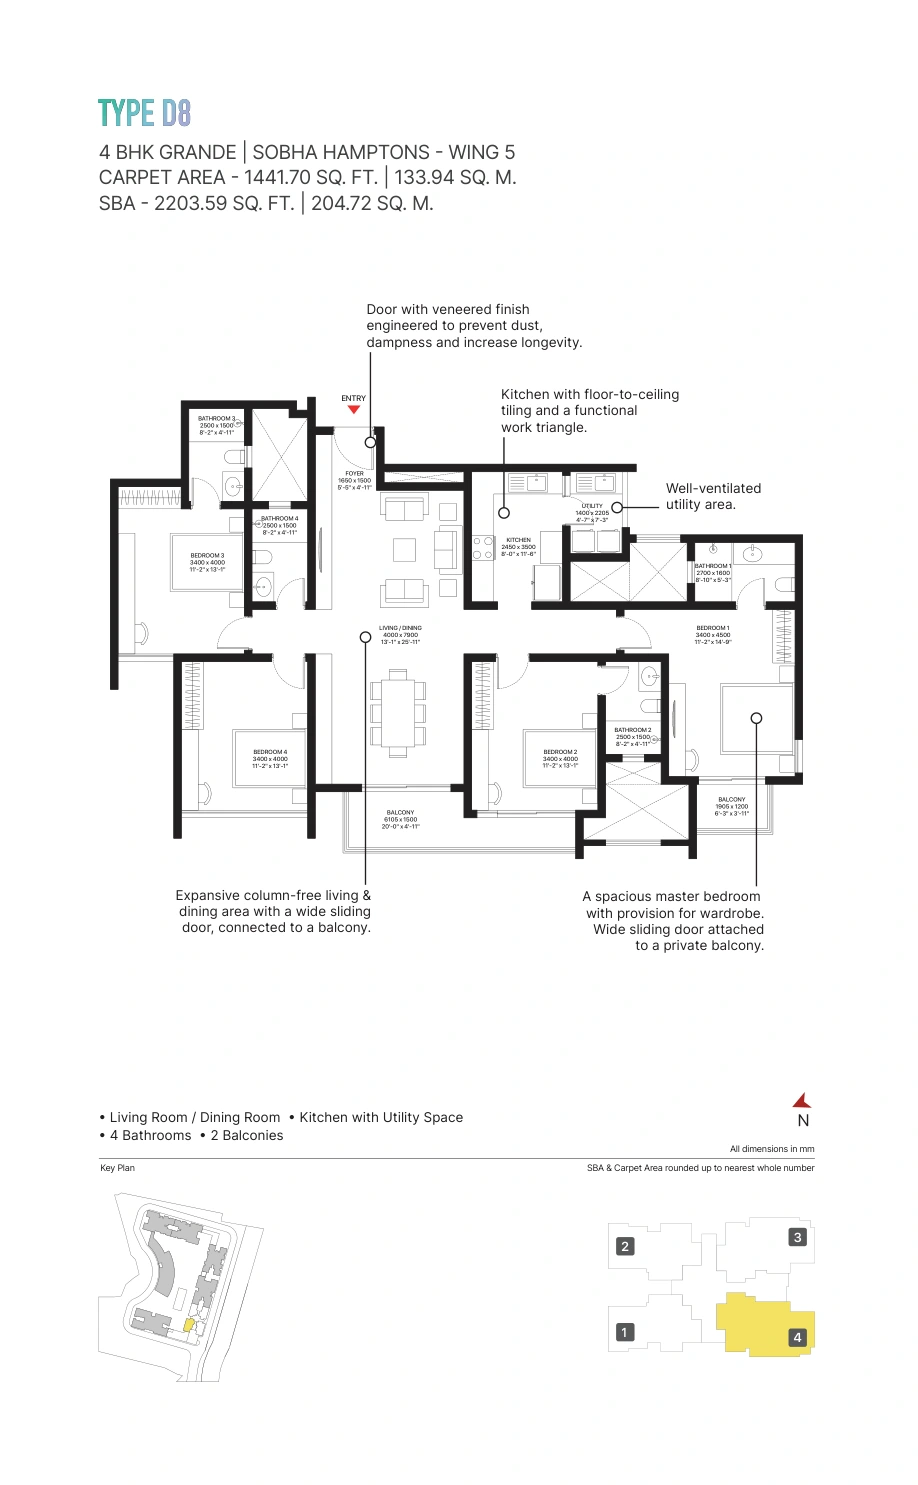 TYPE D8
4 BHK GRANDE | SOBHA HAMPTONS - WING 5
CARPET AREA - 1441.70 SQ. FT. | 133.94 SQ. M.
SBA - 2203.59 SQ. FT. | 204.72 SQ. M.
Door with veneered finish
engineered to prevent dust,
dampness and increase longevity.
Kitchen with floor-to-ceiling
tiling and a functional
work triangle.
ENTRY
BATHROOM 3
2500 x 1500
8'-2" x 4'-11"
FOYER
1650 x 1500
5'-5" x 4'-11"
Well-ventilated
utility area.
UTILITY
1400 x 2205
4'-7" x 7'-3"
BATHROOM 4
2500 x 1500
8'-2" x 4'-11"
KITCHEN
2450 x 3500
8'-0" x 11'-6"
BEDROOM 3
3400 x 4000
11'-2" x 13'-1"
BATHROOM 1
2700 x 1600
8'-10" x 5'-3"
LIVING / DINING
4000 x 7900
13'-1" x 25'-11"
BEDROOM 1
3400 x 4500
11'-2" x 14'-9"
BATHROOM 2
2500 x 1500
8'-2" x 4'-11"
BEDROOM 4
3400 x 4000
11'-2" x 13'-1"
BEDROOM 2
3400 x 4000
11'-2" x 13'-1"
BALCONY
6105 x 1500
20'-0" x 4'-11"
BALCONY
1905 x 1200
6'-3" x 3'-11"
Expansive column-free living &
dining area with a wide sliding
door, connected to a balcony.
A spacious master bedroom
with provision for wardrobe.
Wide sliding door attached
to a private balcony.
• Living Room / Dining Room • Kitchen with Utility Space
• 4 Bathrooms • 2 Balconies
N
All dimensions in mm
Key Plan
SBA & Carpet Area rounded up to nearest whole number
2
3
1
4